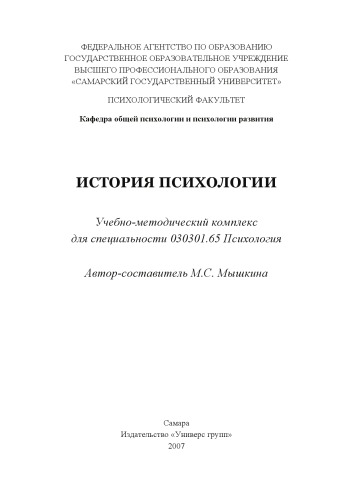 ФЕДЕРАЛЬНОЕ АГЕНТСТВО ПО ОБРАЗОВАНИЮ
ГОСУДАРСТВЕННОЕ ОБРАЗОВАТЕЛЬНОЕ УЧРЕЖДЕНИЕ
ВЫСШЕГО ПРОФЕССИОНАЛЬНОГО ОБРАЗОВАНИЯ
«САМАРСКИЙ ГОСУДАРСТВЕННЫЙ УНИВЕРСИТЕТ»
ПСИХОЛОГИЧЕСКИЙ ФАКУЛЬТЕТ
Кафедра общей психологии и психологии развития
ИСТОРИЯ ПСИХОЛОГИИ
Учебно-методический комплекс
для специальности 030301.65 Психология
Автор-составитель М.С. Мышкина
Самара
Издательство «Универс групп»
2007